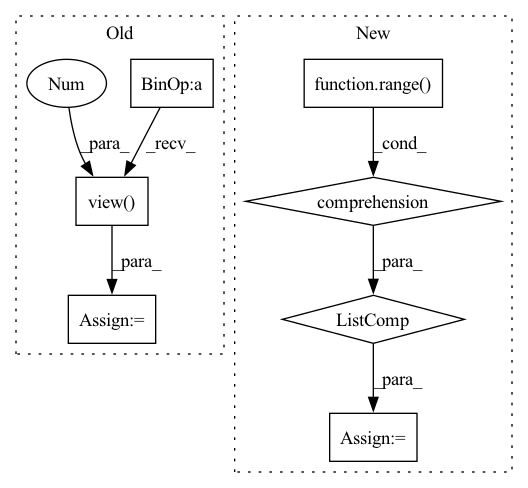 Old
New
Num
BinOp:a
function.range()
_para_
_recv_
_cond_
view()
comprehension
_para_
_para_
Assign:=
ListComp
_para_
Assign:=